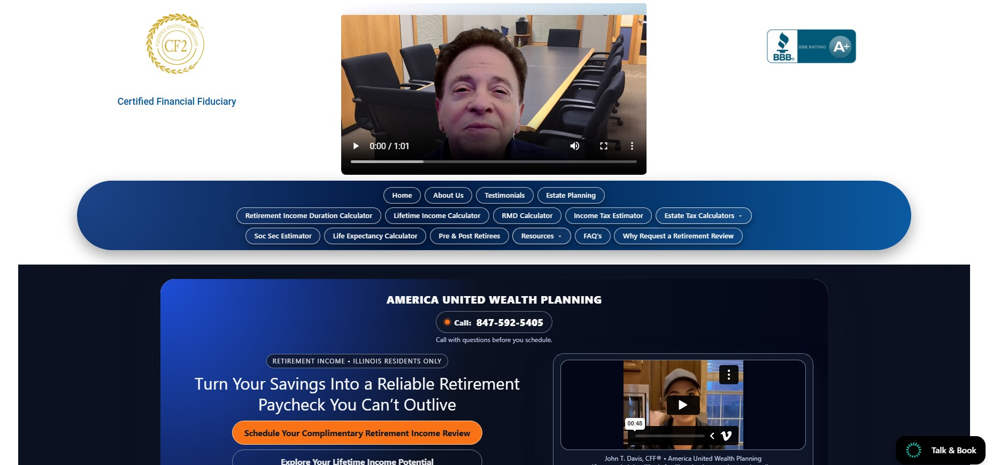 CERTIFIED FINANCIAL FIDUCIARY
CF2
Certified Financial Fiduciary
0:00 / 1:01
BBB
BBB RATING
A+
Home
About Us
Testimonials
Estate Planning
Retirement Income Duration Calculator
Lifetime Income Calculator
RMD Calculator
Income Tax Estimator
Estate Tax Calculators
Soc Sec Estimator
Life Expectancy Calculator
Pre & Post Retirees
Resources
FAQ's
Why Request a Retirement Review
AMERICA UNITED WEALTH PLANNING
Call: 847-592-5405
Call with questions before you schedule.
RETIREMENT INCOME • ILLINOIS RESIDENTS ONLY
Turn Your Savings Into a Reliable Retirement
Paycheck You Can’t Outlive
Schedule Your Complimentary Retirement Income Review
Explore Your Lifetime Income Potential
00:48
John T. Davis, CFF® • America United Wealth Planning
Talk & Book